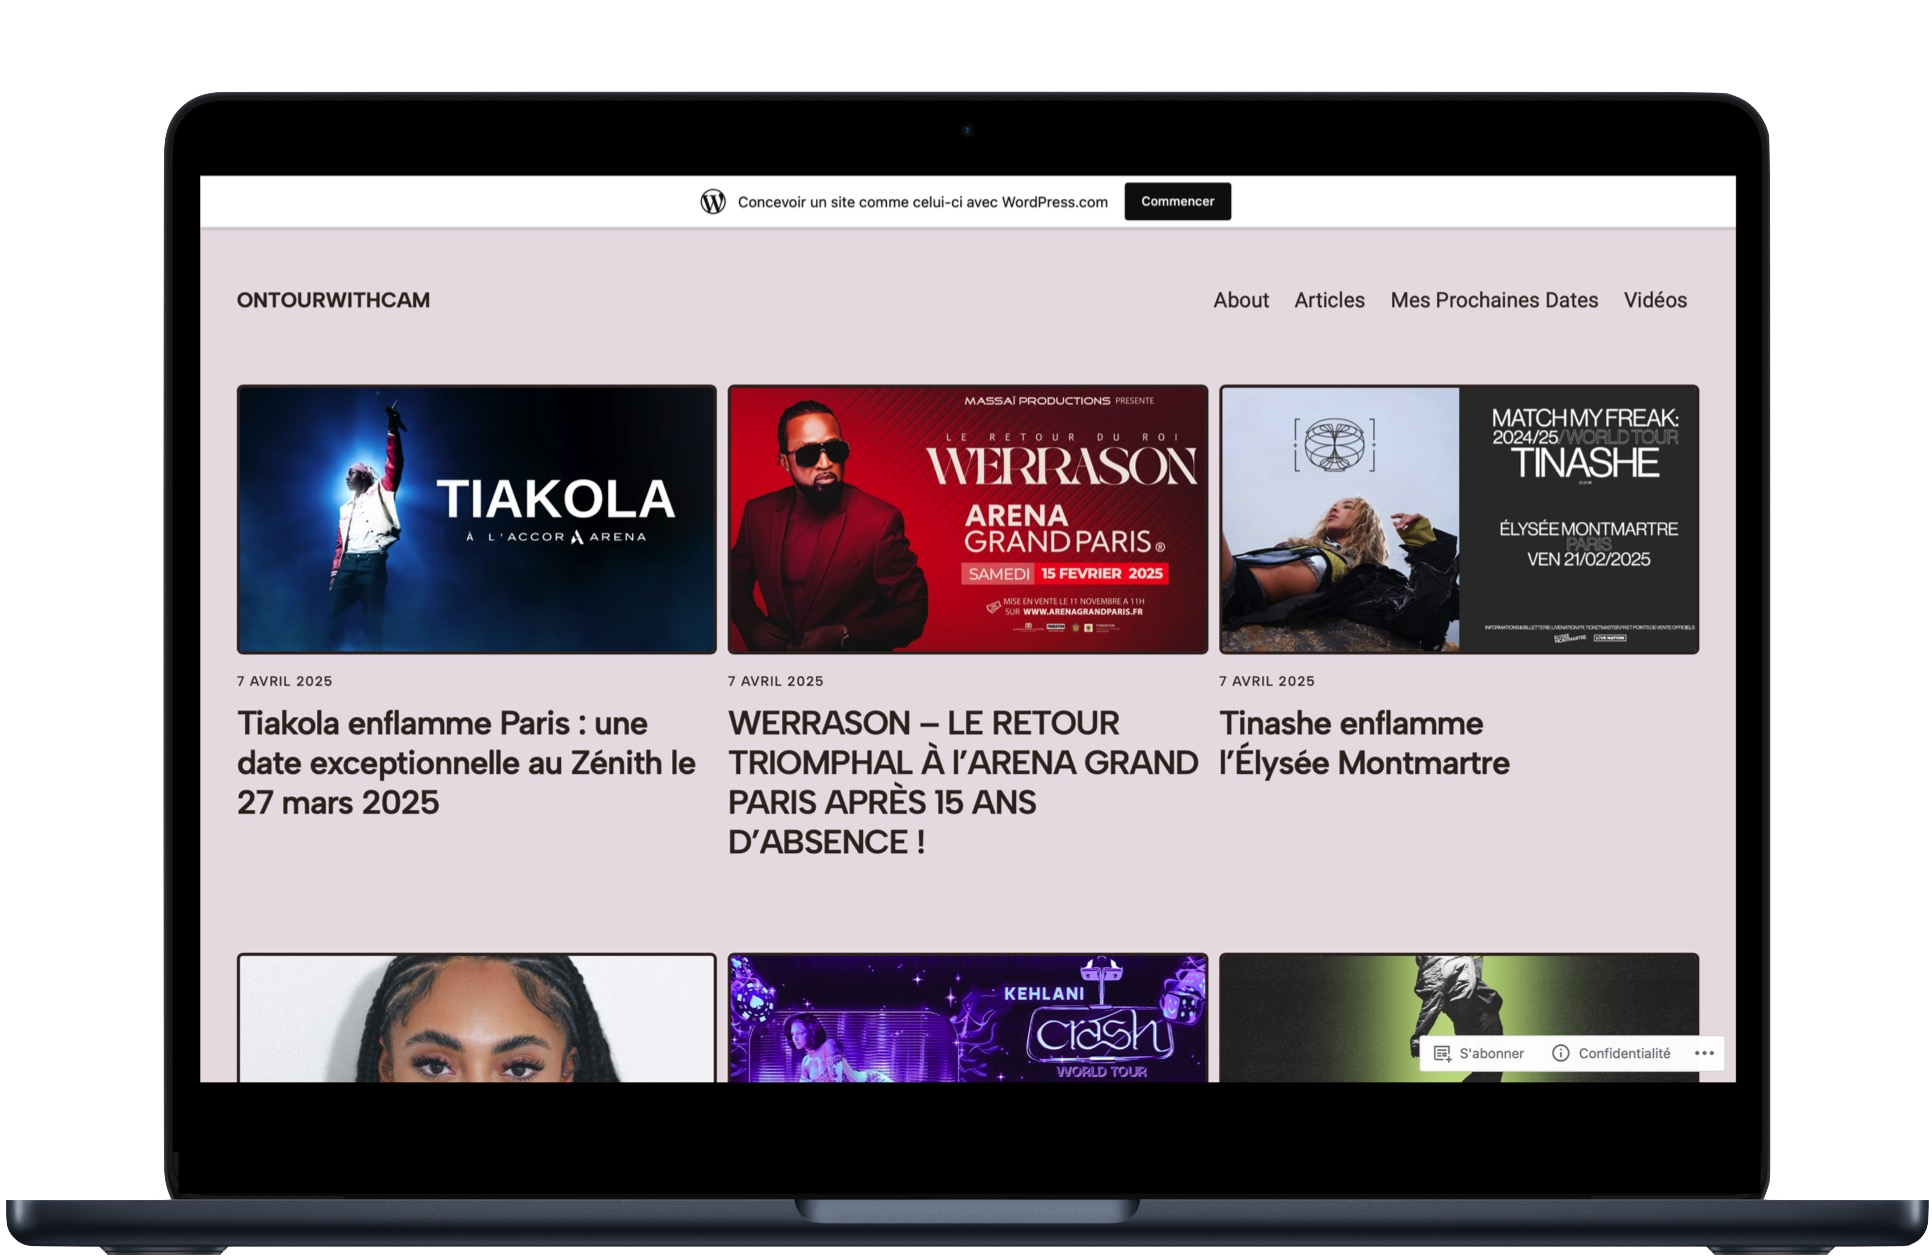 Concevoir un site comme celui-ci avec WordPress.com
Commencer
ONTOURWITHCAM
About
Articles
Mes Prochaines Dates
Vidéos
TIAKOLA
À L'ACCOR ARENA
MASSAÏ PRODUCTIONS PRESENTE
LE RETOUR DU ROI
WERRASON
ARENA
GRAND PARIS®
SAMEDI 15 FEVRIER 2025
MISE EN VENTE LE 11 NOVEMBRE A 11H
SUR WWW.ARENAGRANDPARIS.FR
MATCH MY FREAK:
2024/25/WORLD TOUR
TINASHE
ÉLYSÉE MONTMARTRE
PARIS
VEN 21/02/2025
ELYSEE
MONTMARTRE
LIVE NATION
7 AVRIL 2025
Tiakola enflamme Paris : une
date exceptionnelle au Zénith le
27 mars 2025
7 AVRIL 2025
WERRASON – LE RETOUR
TRIOMPHAL À l’ARENA GRAND
PARIS APRÈS 15 ANS
D’ABSENCE !
7 AVRIL 2025
Tinashe enflamme
l’Élysée Montmartre
KEHLANI
crash
WORLD TOUR
S'abonner
Confidentialité